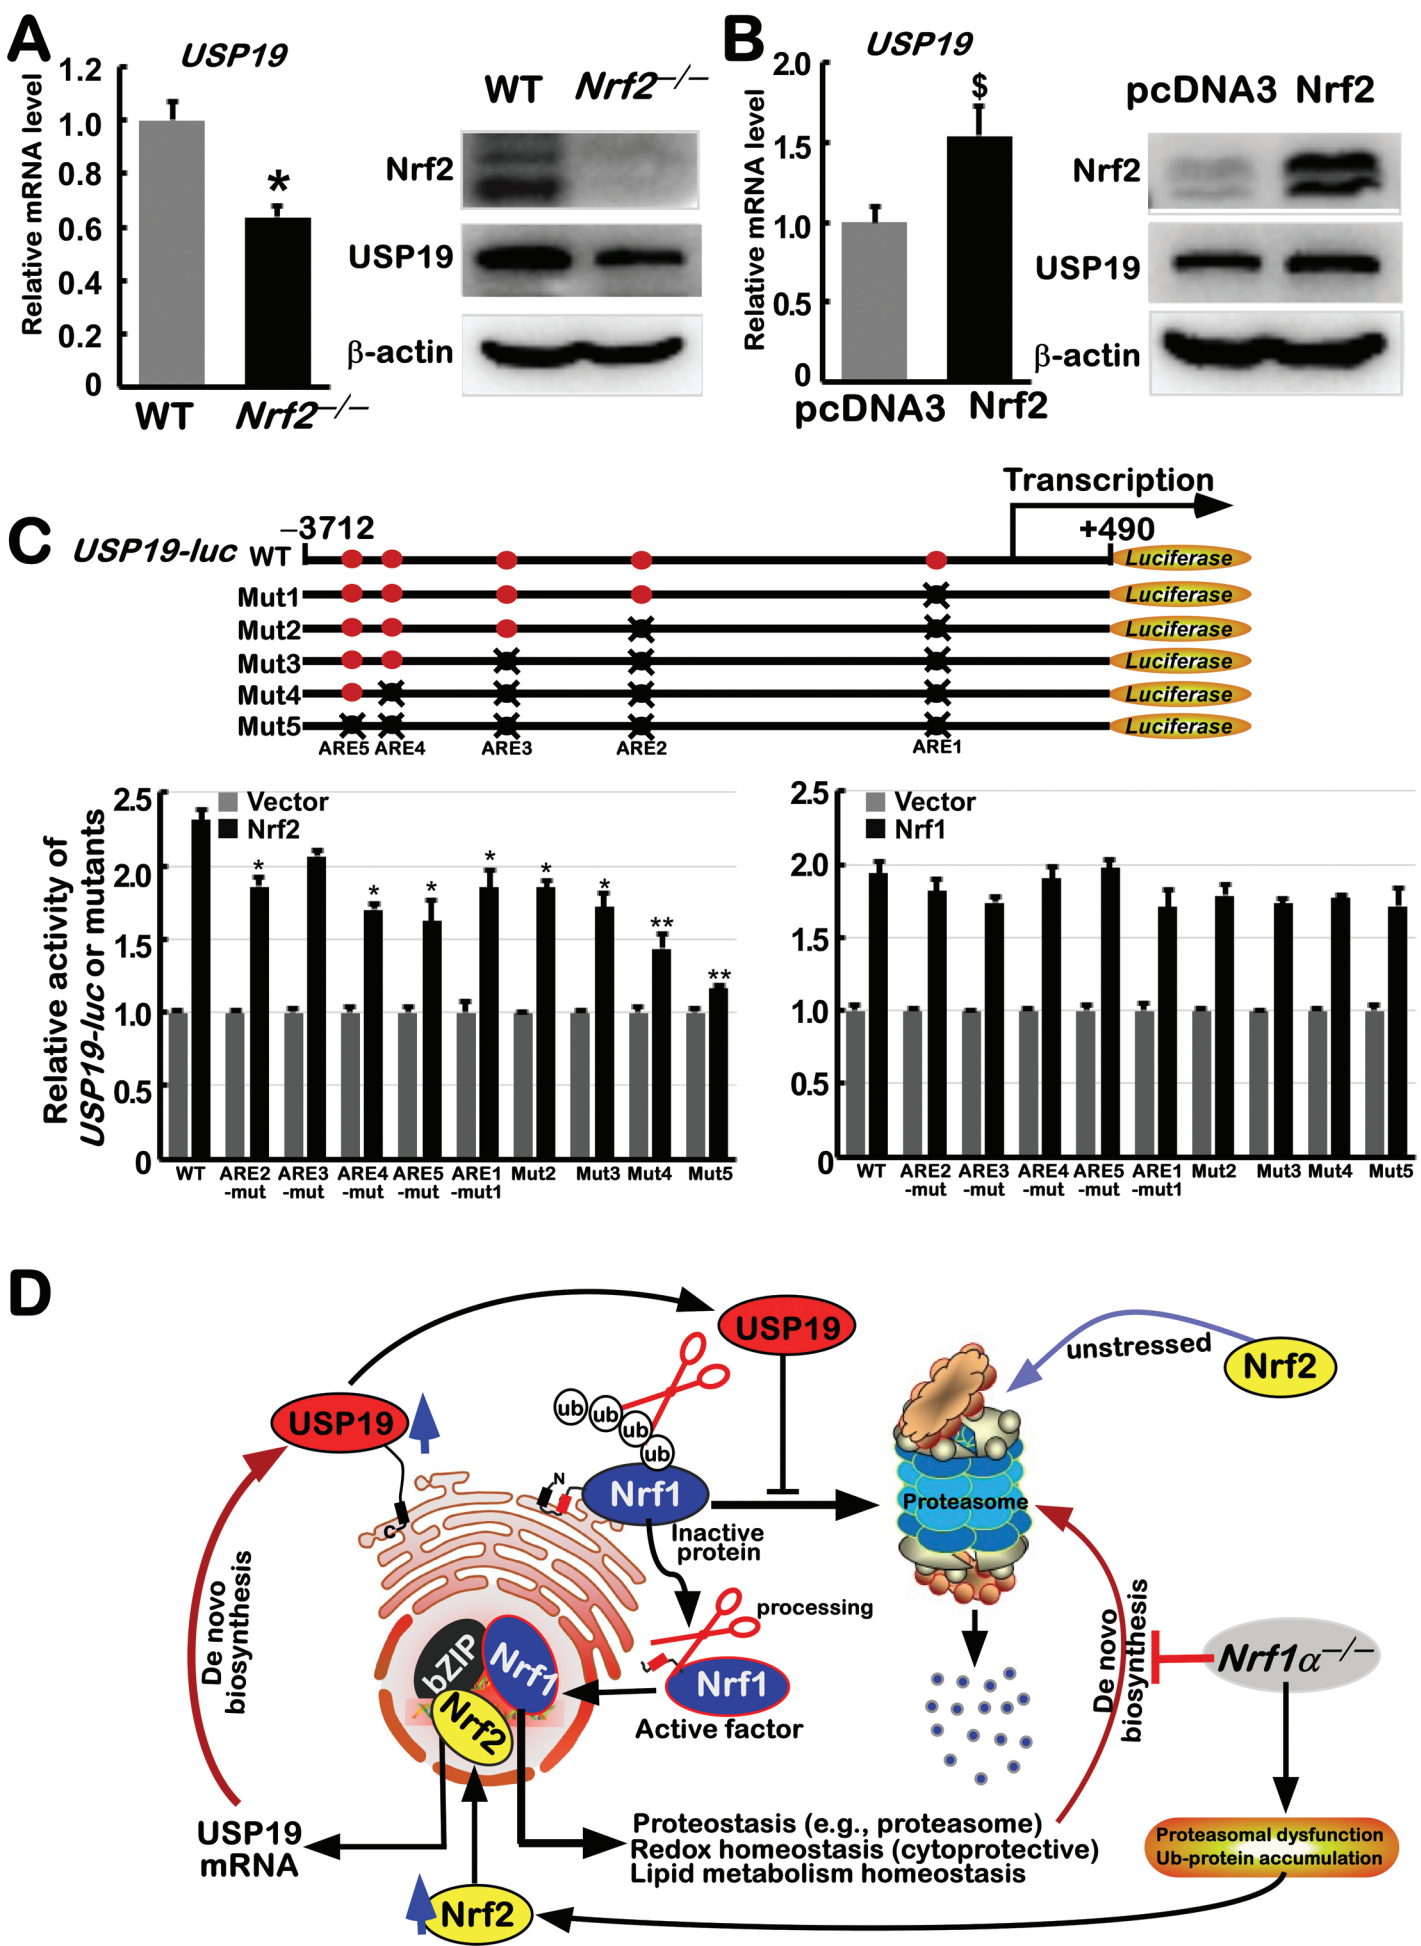 A
USP19
Relative mRNA level
1.2
1.0
0.8
0.6
0.4
0.2
0
WT
Nrf2–/–
*
WT
Nrf2–/–
Nrf2
USP19
β-actin
B
USP19
Relative mRNA level
2.0
1.5
1.0
0.5
0
$
pcDNA3
Nrf2
pcDNA3
Nrf2
Nrf2
USP19
β-actin
C
Transcription
–3712
+490
USP19-luc
WT
Luciferase
Mut1
Luciferase
Mut2
Luciferase
Mut3
Luciferase
Mut4
Luciferase
Mut5
Luciferase
ARE5
ARE4
ARE3
ARE2
ARE1
Relative activity of
USP19-luc or mutants
2.5
2.0
1.5
1.0
0.5
0
Vector
Nrf2
*
*
*
*
*
*
**
**
WT
ARE2
-mut
ARE3
-mut
ARE4
-mut
ARE5
-mut
ARE1
-mut1
Mut2
Mut3
Mut4
Mut5
2.5
2.0
1.5
1.0
0.5
0
Vector
Nrf1
WT
ARE2
-mut
ARE3
-mut
ARE4
-mut
ARE5
-mut
ARE1
-mut1
Mut2
Mut3
Mut4
Mut5
D
USP19
unstressed
Nrf2
USP19
ub
ub
ub
ub
N
Nrf1
Proteasome
C
Inactive
protein
De novo
biosynthesis
processing
De novo
biosynthesis
Nrf1α–/–
bZIP
Nrf1
Nrf2
Nrf1
Active factor
USP19
mRNA
Proteostasis (e.g., proteasome)
Redox homeostasis (cytoprotective)
Lipid metabolism homeostasis
Proteasomal dysfunction
Ub-protein accumulation
Nrf2